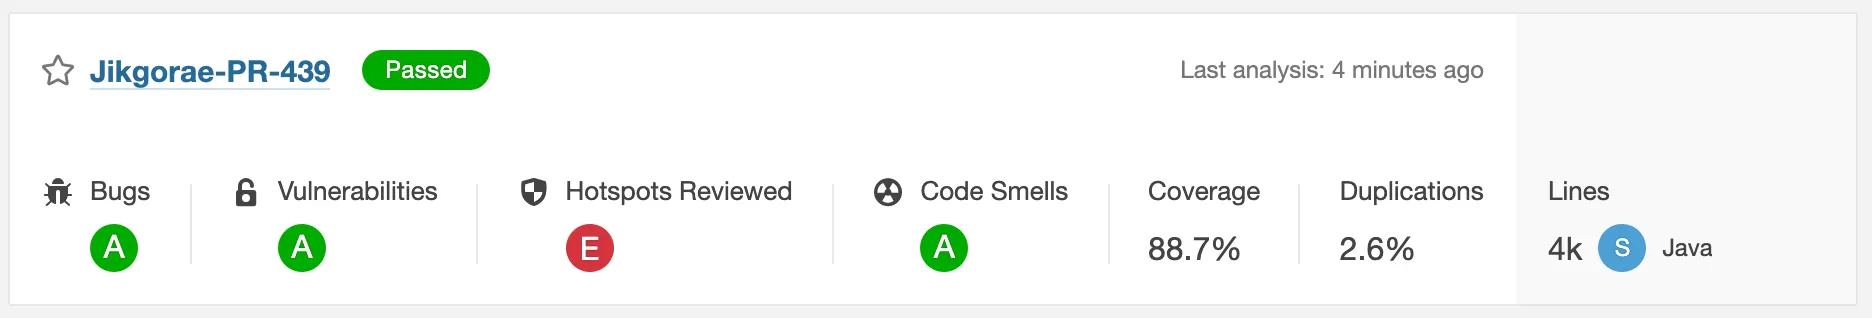 Jikgorae-PR-439 Passed Last analysis: 4 minutes ago
Bugs Vulnerabilities Hotspots Reviewed Code Smells Coverage Duplications Lines
A A E A 88.7% 2.6% 4k S Java